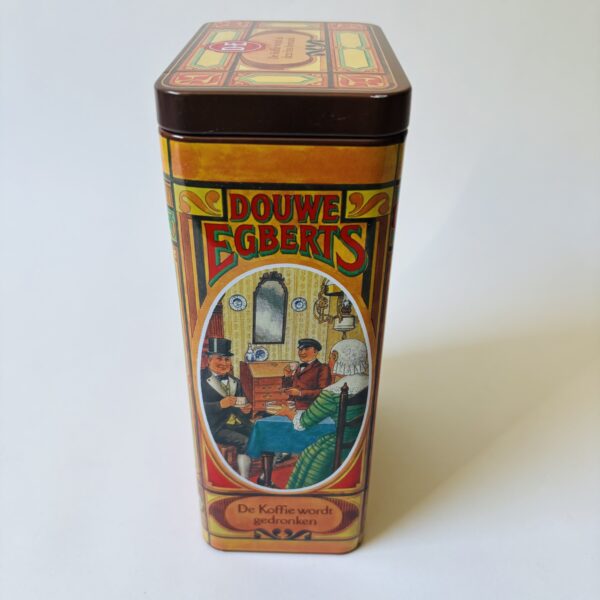 D.E
DOUWE
EGBERTS
De Koffie wordt
gedronken